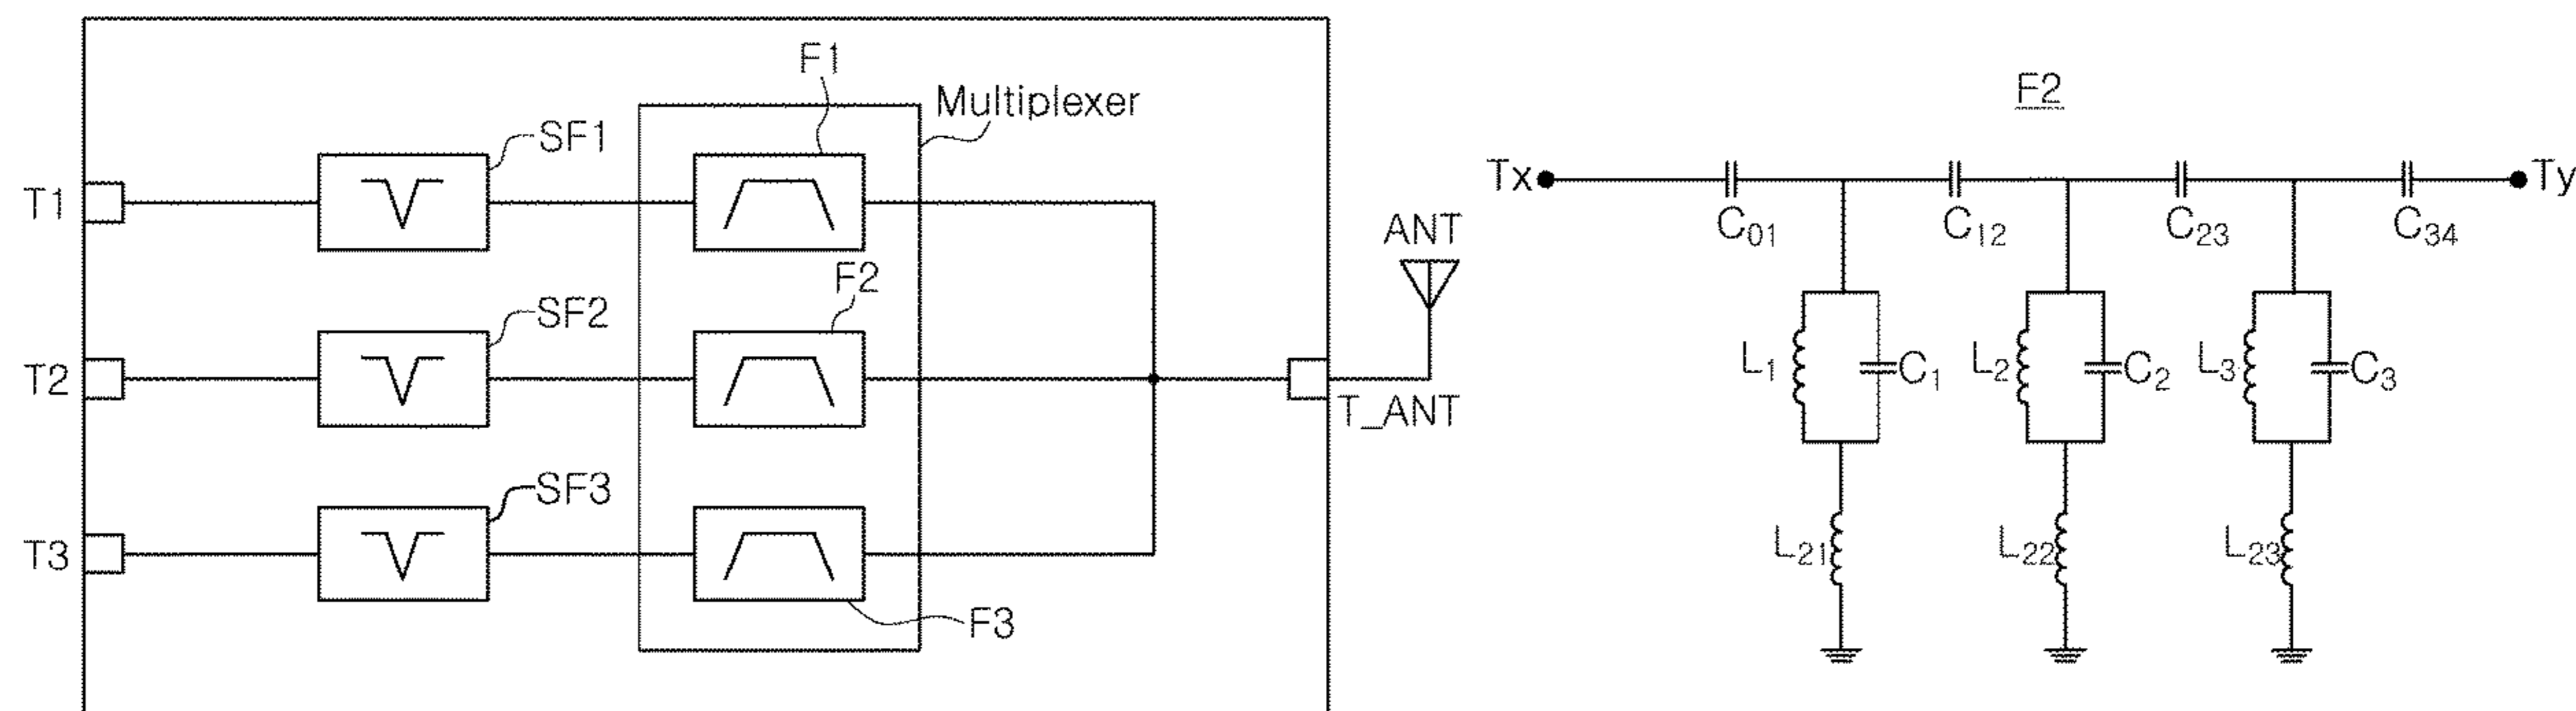 F1
Multiplexer
SF1
T1
F2
SF2
T2
ANT
T_ANT
SF3
T3
F3
F2
Tx
Ty
C01
C12
C23
C34
L1
C1
L2
C2
L3
C3
L21
L22
L23